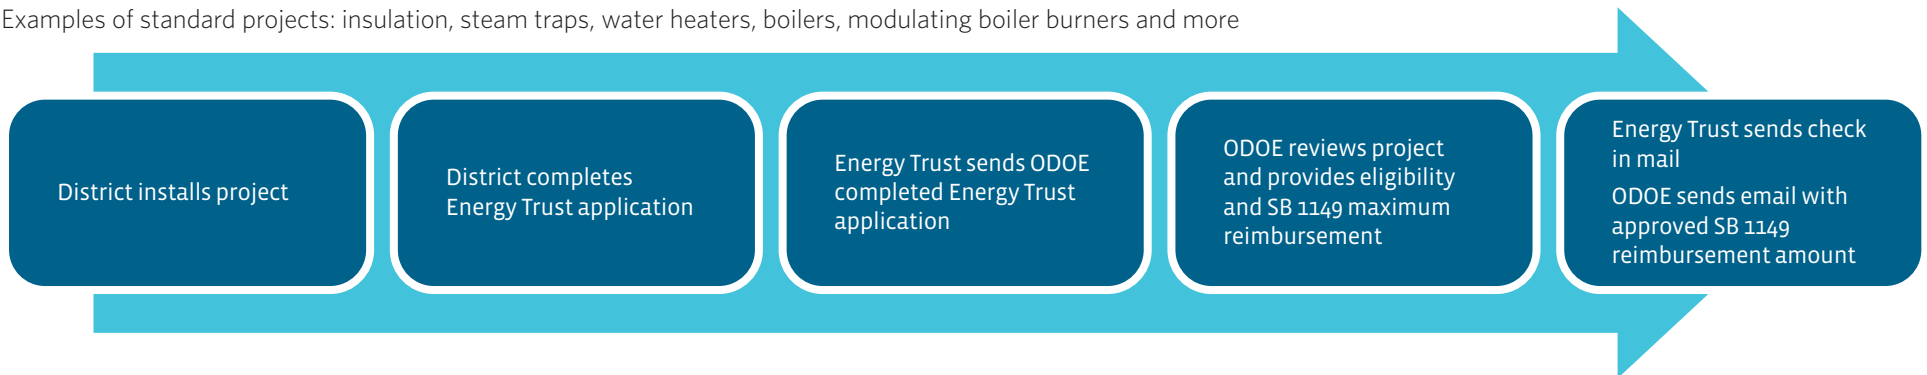 Examples of standard projects: insulation, steam traps, water heaters, boilers, modulating boiler burners and more
District installs project
District completes
Energy Trust application
Energy Trust sends ODOE
completed Energy Trust
application
ODOE reviews project
and provides eligibility
and SB 1149 maximum
reimbursement
Energy Trust sends check
in mail
ODOE sends email with
approved SB 1149
reimbursement amount